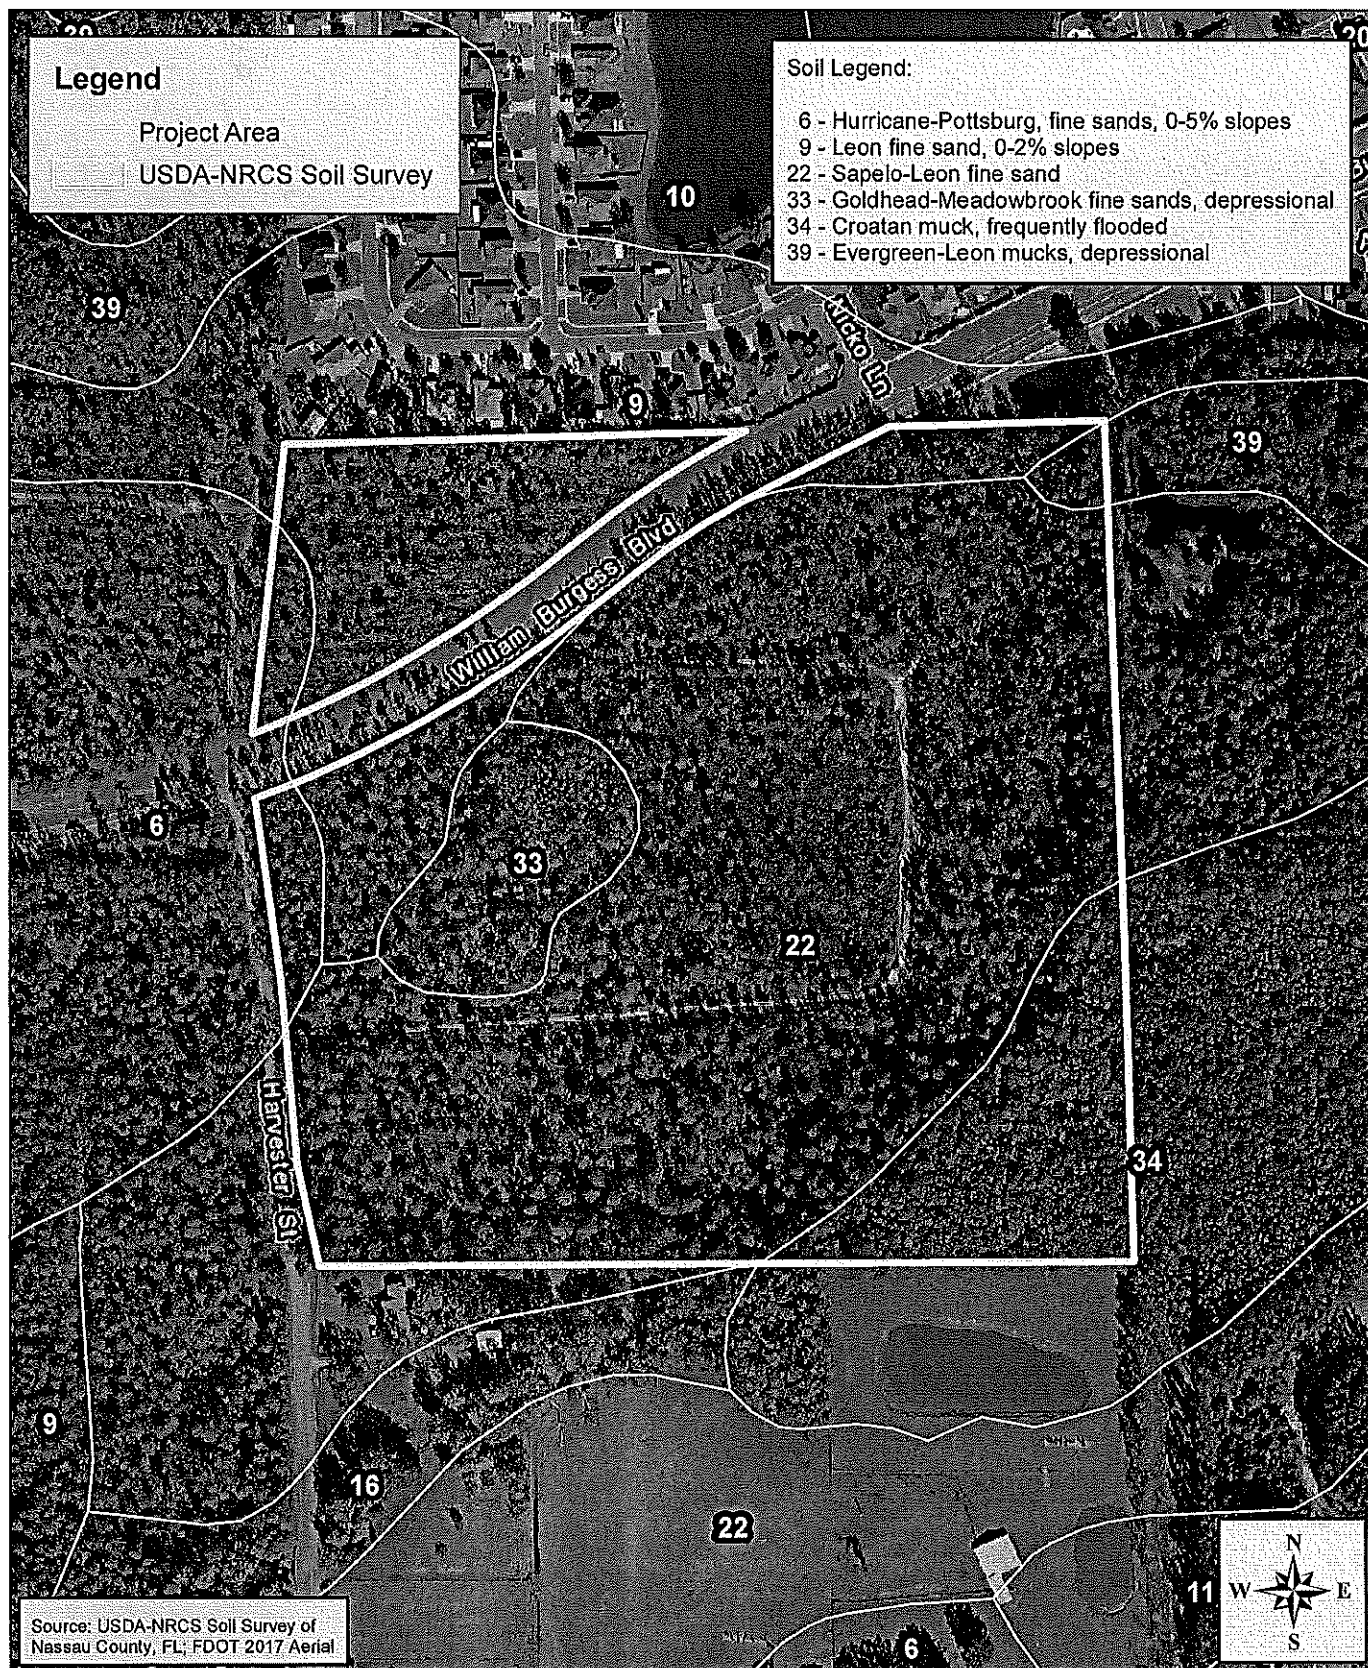 20
Legend
Project Area
USDA-NRCS Soil Survey
Soil Legend:
6 - Hurricane-Pottsburg, fine sands, 0-5% slopes
9 - Leon fine sand, 0-2% slopes
22 - Sapelo-Leon fine sand
33 - Goldhead-Meadowbrook fine sands, depressional
34 - Croatan muck, frequently flooded
39 - Evergreen-Leon mucks, depressional
10
39
Ricko Ln
9
39
William Burgess Blvd
6
33
22
Harvester St
34
9
16
22
11
6
N
W E
S
Source: USDA-NRCS Soil Survey of
Nassau County, FL; FDOT 2017 Aerial